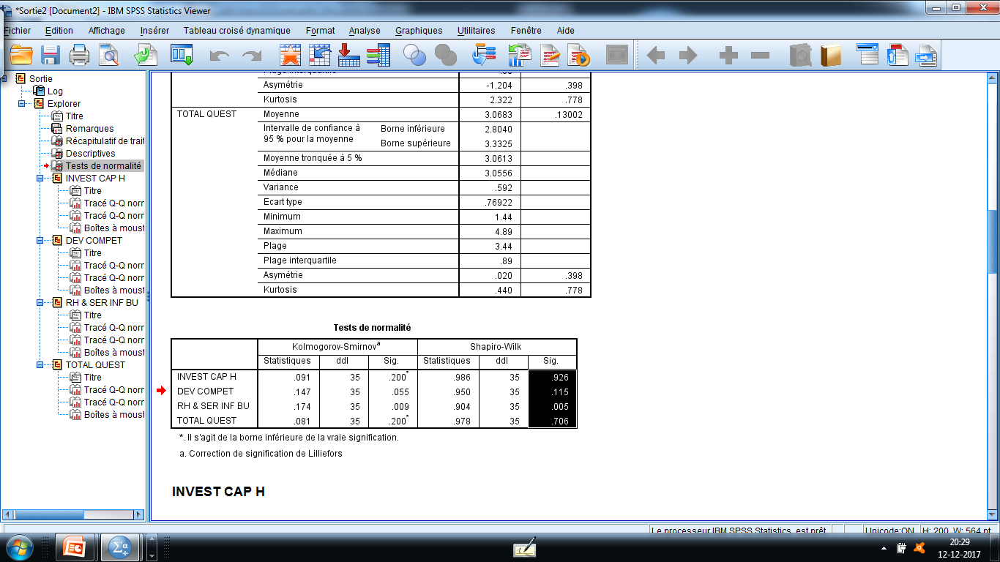 *Sortie2 [Document2] - IBM SPSS Statistics Viewer
Fichier Edition Affichage Insérer Tableau croisé dynamique Format Analyse Graphiques Utilitaires Fenêtre Aide
Sortie
Log
Explorer
Titre
Remarques
Récapitulatif de trait
Descriptives
Tests de normalité
INVEST CAP H
Titre
Tracé Q-Q norr
Tracé Q-Q norr
Boîtes à moust
DEV COMPET
Titre
Tracé Q-Q norr
Tracé Q-Q norr
Boîtes à moust
RH & SER INF BU
Titre
Tracé Q-Q norr
Tracé Q-Q norr
Boîtes à moust
TOTAL QUEST
Titre
Tracé Q-Q norr
Tracé Q-Q norr
Boîtes à moust
Asymétrie -1.204 .398
Kurtosis 2.322 .778
TOTAL QUEST Moyenne 3.0683 .13002
Intervalle de confiance à Borne inférieure 2.8040
95 % pour la moyenne Borne supérieure 3.3325
Moyenne tronquée à 5 % 3.0613
Médiane 3.0556
Variance .592
Ecart type .76922
Minimum 1.44
Maximum 4.89
Plage 3.44
Plage interquartile .89
Asymétrie .020 .398
Kurtosis .440 .778
Tests de normalité
Kolmogorov-Smirnov a Shapiro-Wilk
Statistiques ddl Sig. Statistiques ddl Sig.
INVEST CAP H .091 35 .200* .986 35 .926
DEV COMPET .147 35 .055 .950 35 .115
RH & SER INF BU .174 35 .009 .904 35 .005
TOTAL QUEST .081 35 .200* .978 35 .706
*. Il s'agit de la borne inférieure de la vraie signification.
a. Correction de signification de Lilliefors
INVEST CAP H
Le processeur IBM SPSS Statistics est prêt Unicode:ON H: 200, W: 564 pt
20:29
12-12-2017